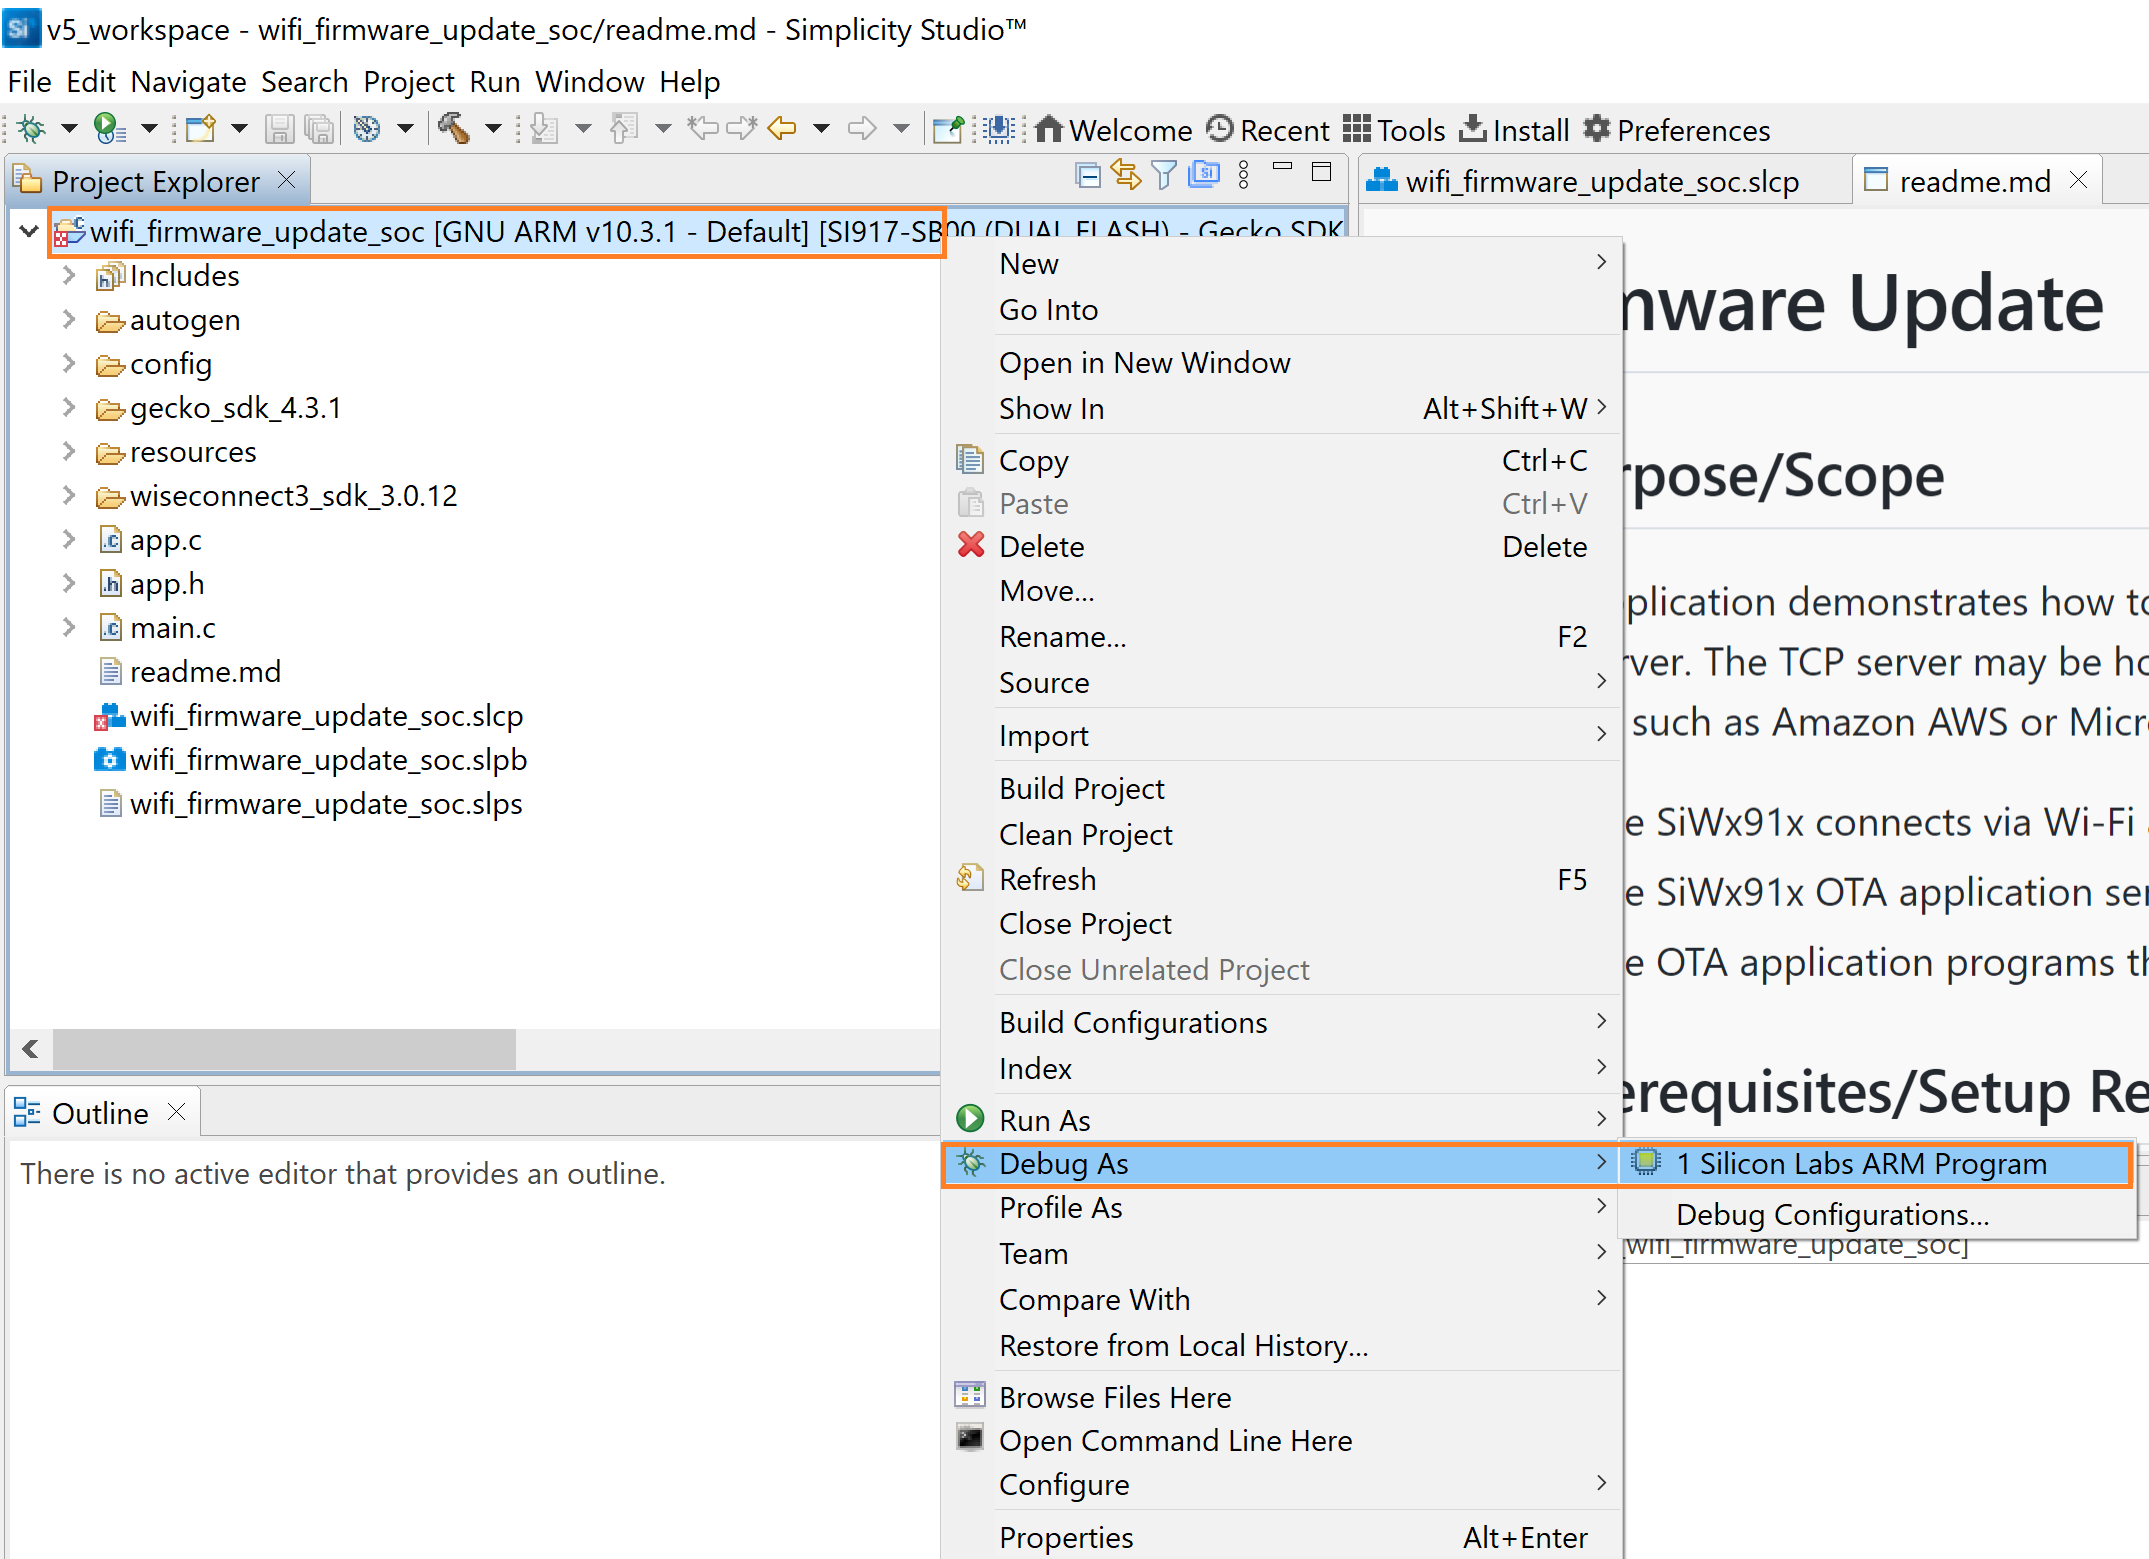 v5_workspace - wifi_firmware_update_soc/readme.md - Simplicity Studio™
File Edit Navigate Search Project Run Window Help
Welcome Recent Tools Install Preferences
Project Explorer
wifi_firmware_update_soc.slcp
readme.md
wifi_firmware_update_soc [GNU ARM v10.3.1 - Default] [SI917-SB00 (DUAL FLASH) - Gecko SDK
Includes
autogen
config
gecko_sdk_4.3.1
resources
wiseconnect3_sdk_3.0.12
app.c
app.h
main.c
readme.md
wifi_firmware_update_soc.slcp
wifi_firmware_update_soc.slpb
wifi_firmware_update_soc.slps
Outline
There is no active editor that provides an outline.
New
Go Into
Open in New Window
Show In Alt+Shift+W
Copy Ctrl+C
Paste Ctrl+V
Delete Delete
Move...
Rename... F2
Source
Import
Build Project
Clean Project
Refresh F5
Close Project
Close Unrelated Project
Build Configurations
Index
Run As
Debug As
Profile As
Team
Compare With
Restore from Local History...
Browse Files Here
Open Command Line Here
Configure
Properties Alt+Enter
1 Silicon Labs ARM Program
Debug Configurations...
mware Update
rpose/Scope
plication demonstrates how to
rver. The TCP server may be ho
such as Amazon AWS or Micro
e SiWx91x connects via Wi-Fi
e SiWx91x OTA application ser
e OTA application programs th
erequisites/Setup Re
wifi_firmware_update_soc]